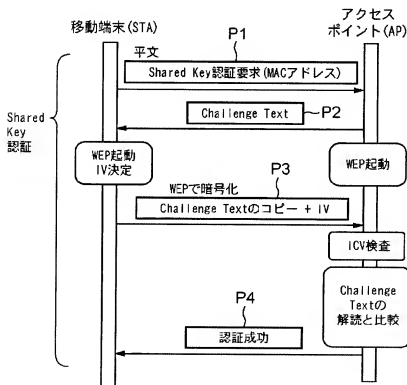 移動端末(STA)
アクセス
ポイント(AP)
平文
P1
Shared Key認証要求(MACアドレス)
Challenge Text
P2
Shared
Key
認証
WEP起動
IV決定
WEP起動
WEPで暗号化
P3
Challenge Textのコピー + IV
ICV検査
Challenge
Textの
解読と比較
P4
認証成功